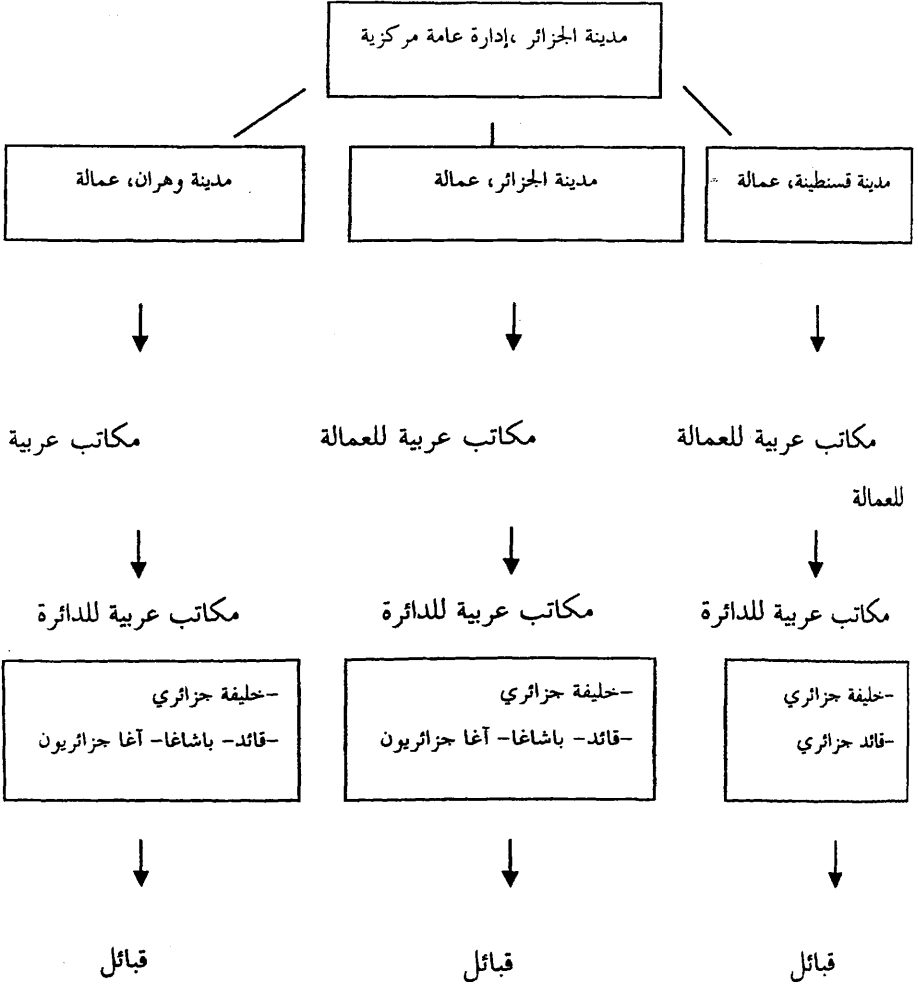 مدينة الجزائر ،إدارة عامة مركزية
مدينة قسنطينة، عمالة
مدينة الجزائر، عمالة
مدينة وهران، عمالة
مكاتب عربية للعمالة
مكاتب عربية للعمالة
مكاتب عربية
للعمالة
مكاتب عربية للدائرة
مكاتب عربية للدائرة
مكاتب عربية للدائرة
-خليفة جزائري
-قائد جزائري
-خليفة جزائري
-قائد- باشاغا- آغا جزائريون
-خليفة جزائري
-قائد- باشاغا- آغا جزائريون
قبائل
قبائل
قبائل